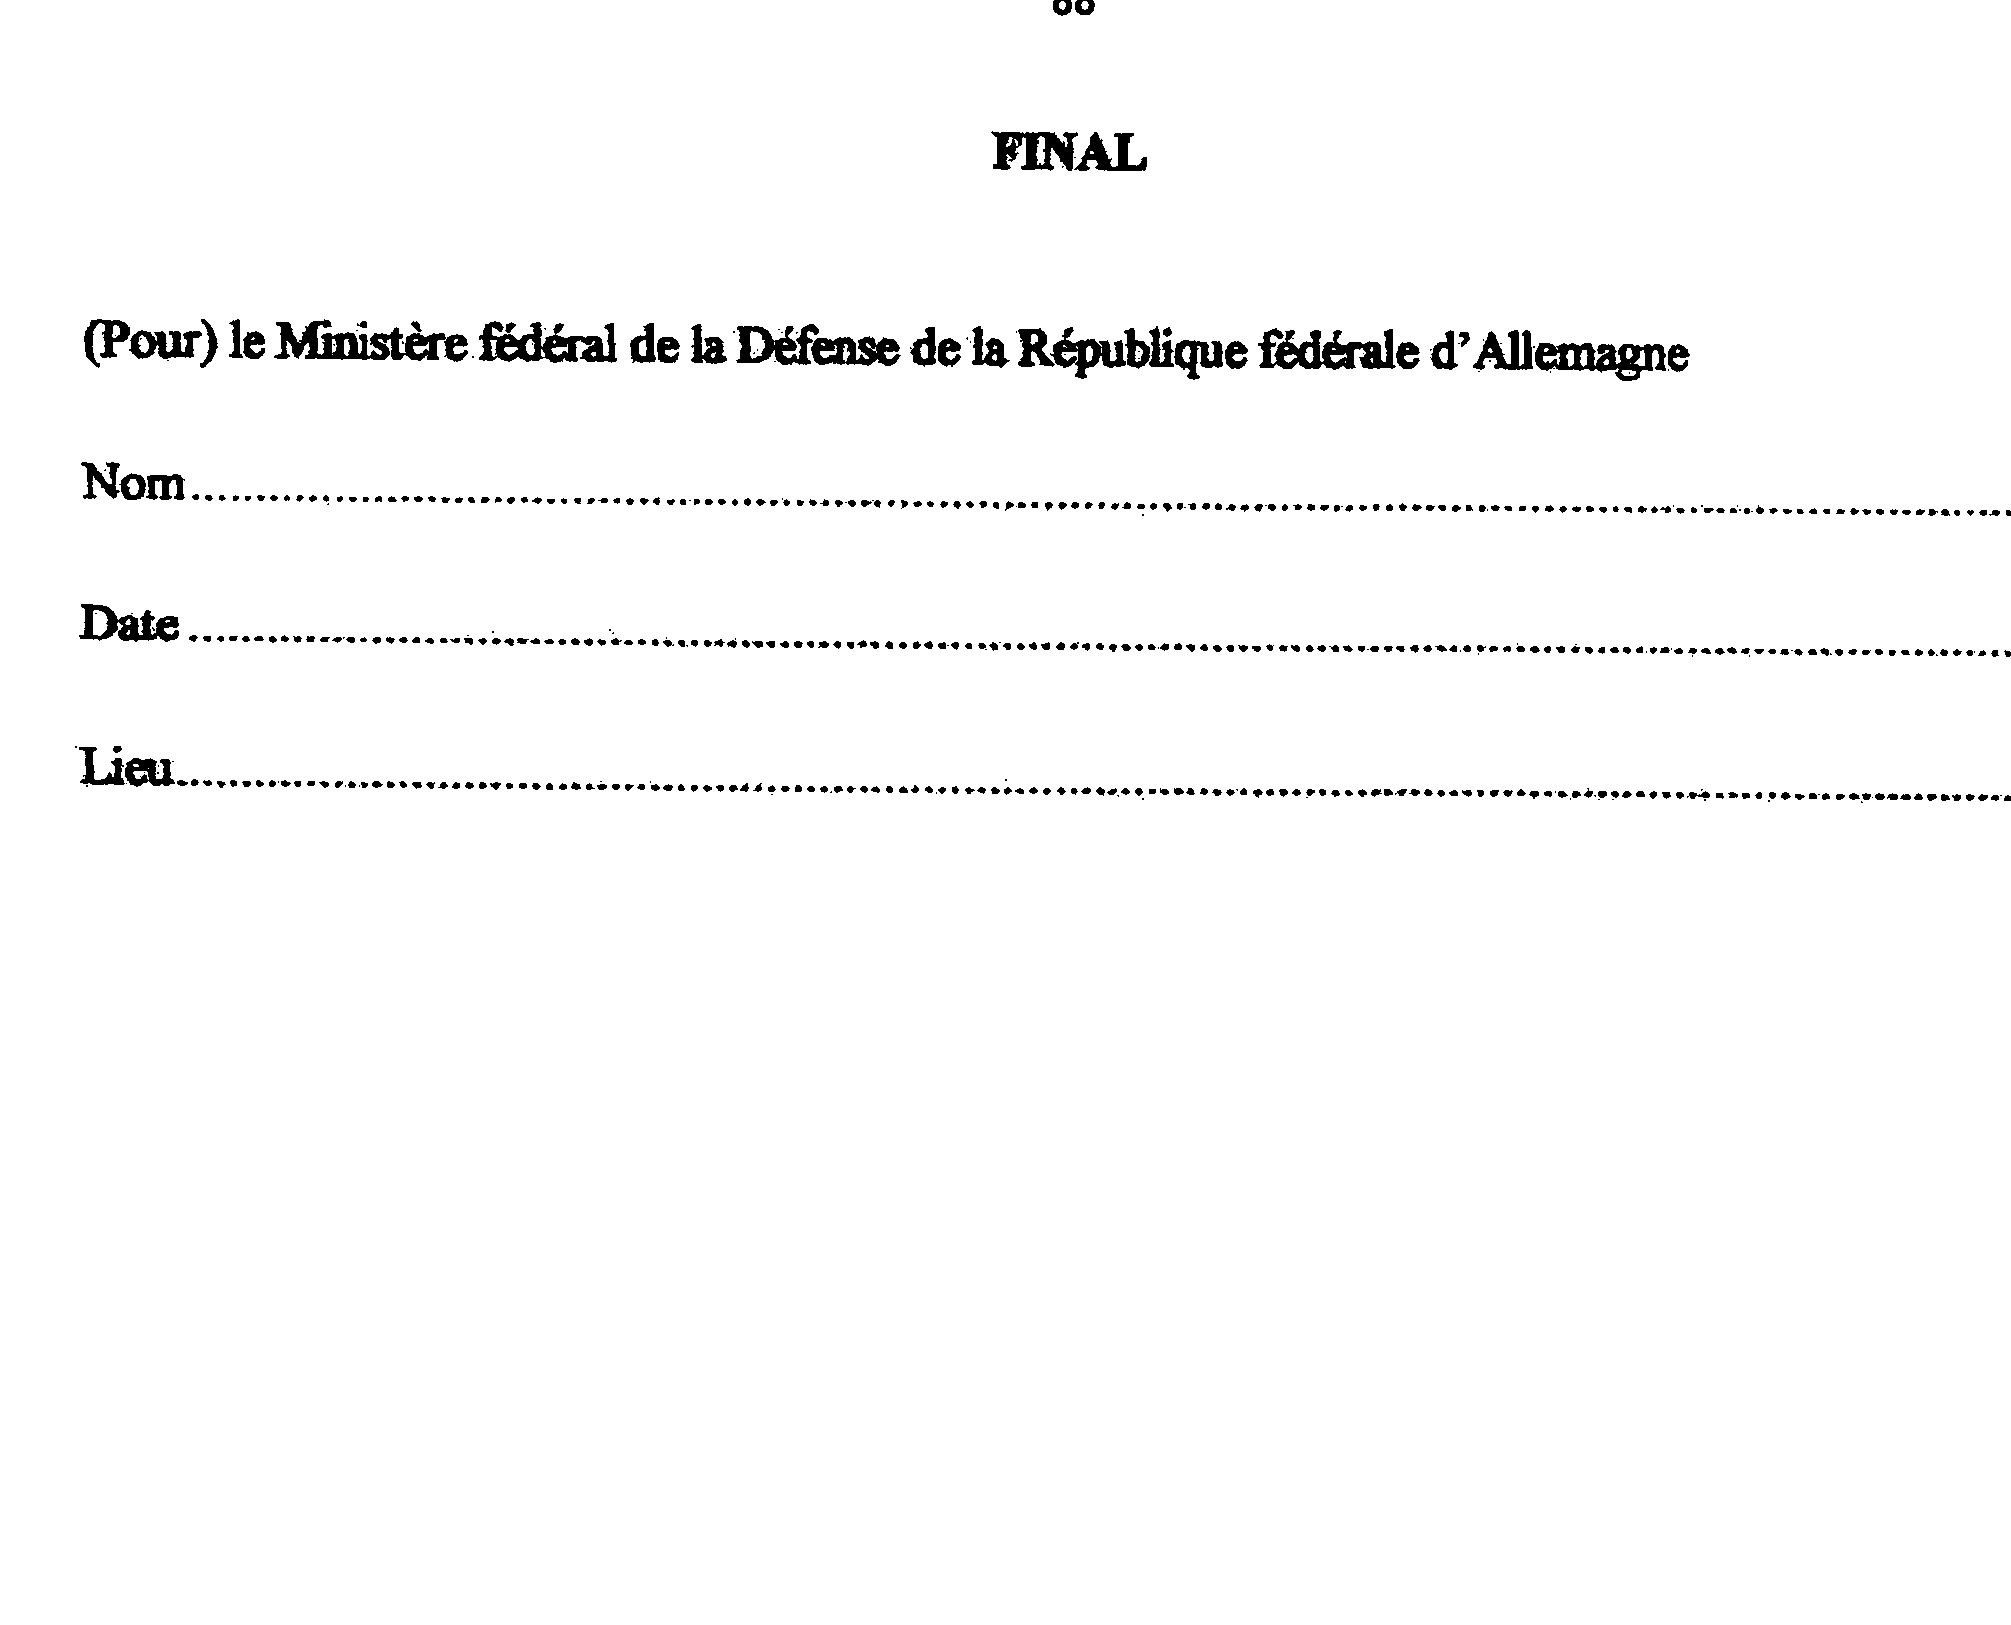 FINAL
(Pour) le Ministère fédéral de la Défense de la République fédérale d'Allemagne
Nom........................................................................................................................
Date........................................................................................................................
Lieu........................................................................................................................